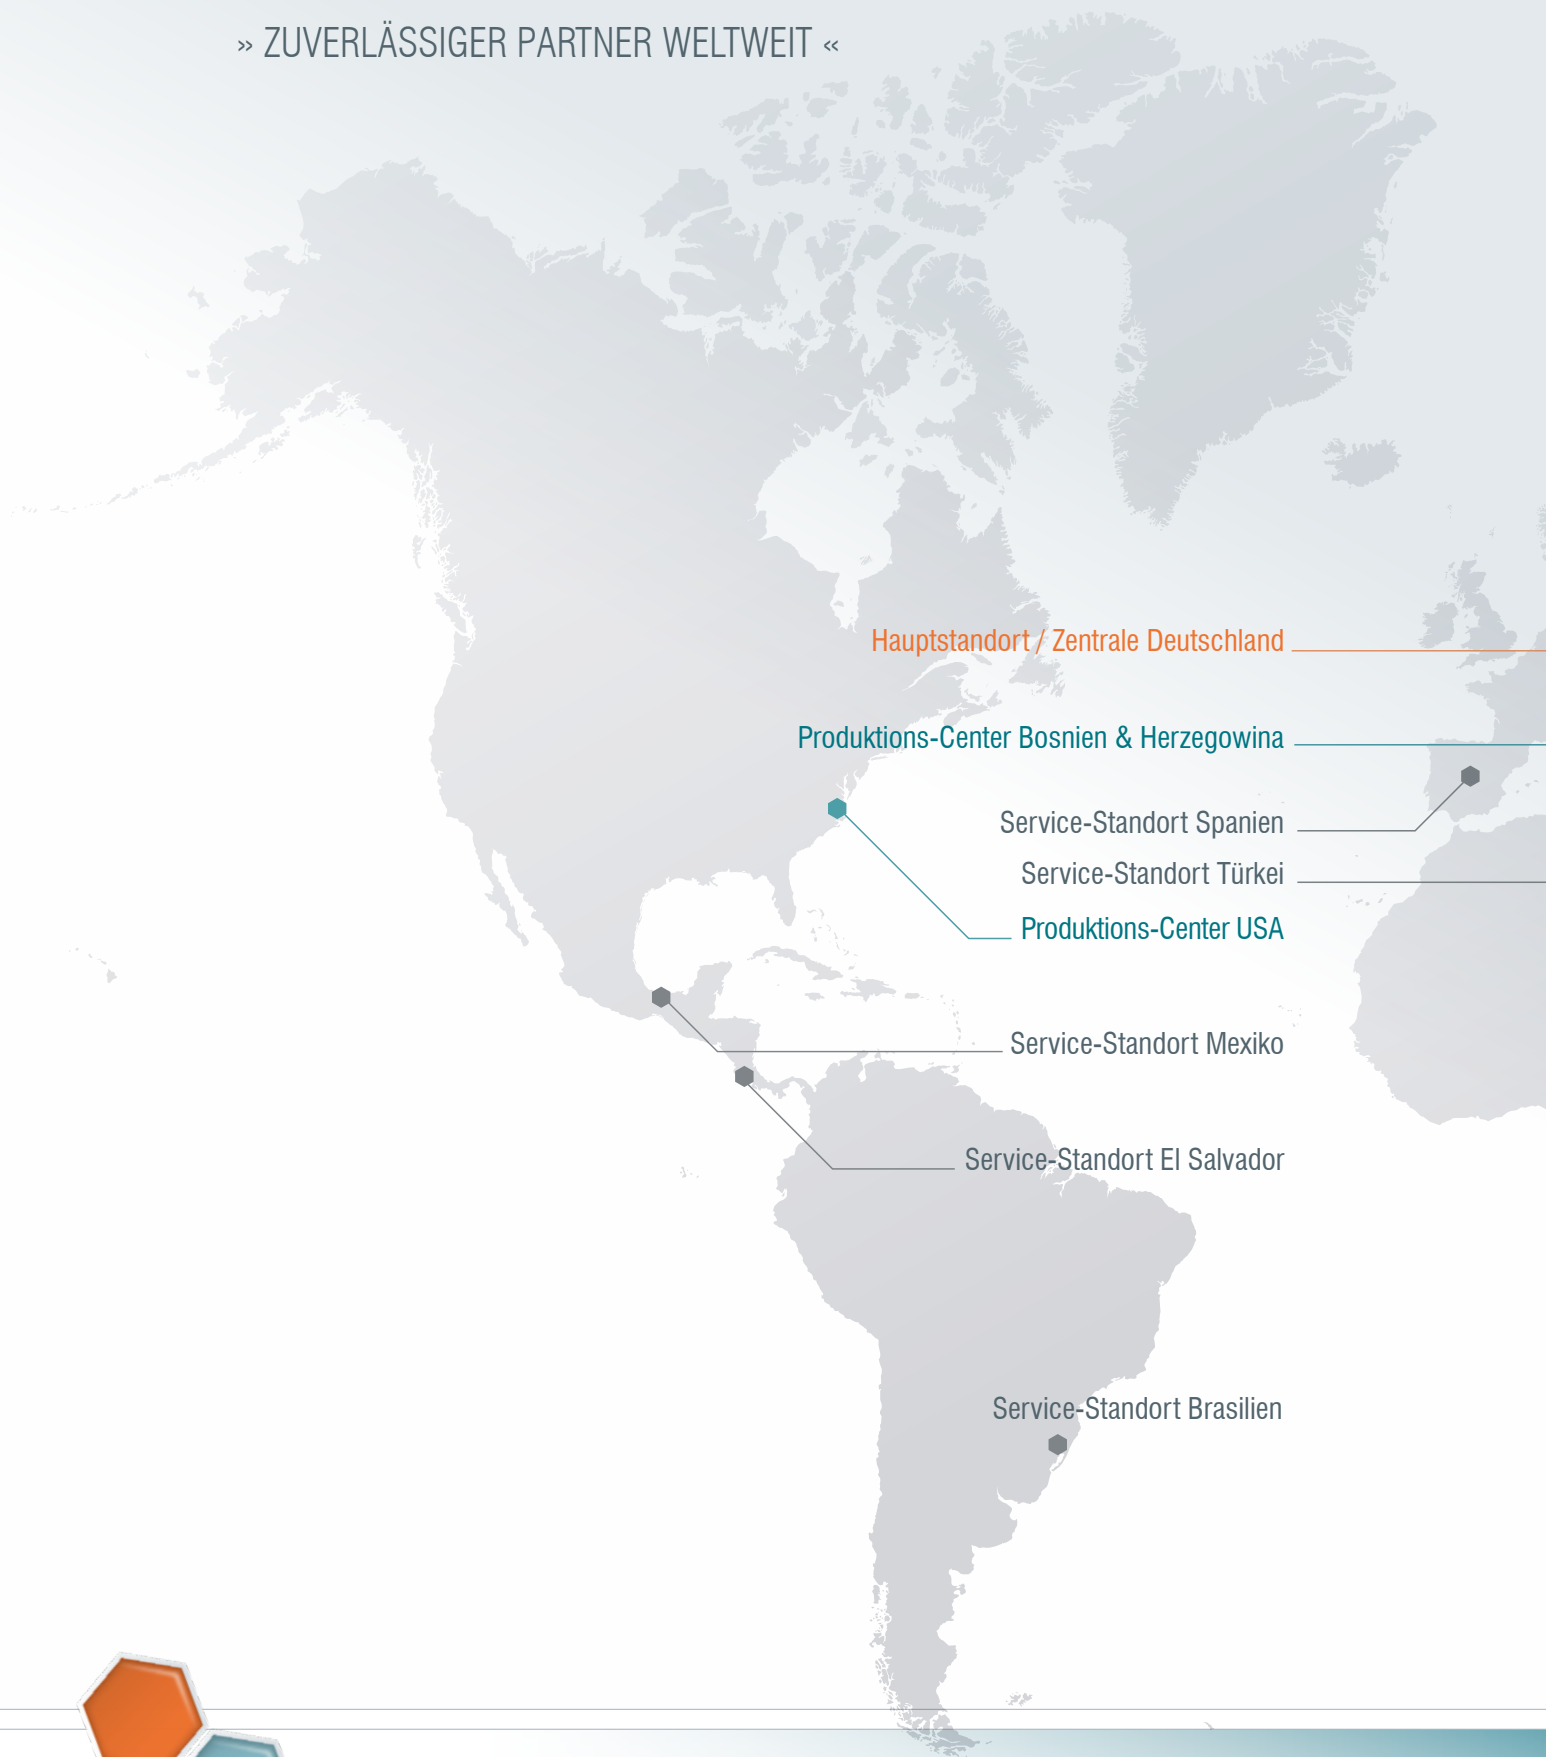 » ZUVERLÄSSIGER PARTNER WELTWEIT «
Hauptstandort / Zentrale Deutschland
Produktions-Center Bosnien & Herzegowina
Service-Standort Spanien
Service-Standort Türkei
Produktions-Center USA
Service-Standort Mexiko
Service-Standort El Salvador
Service-Standort Brasilien